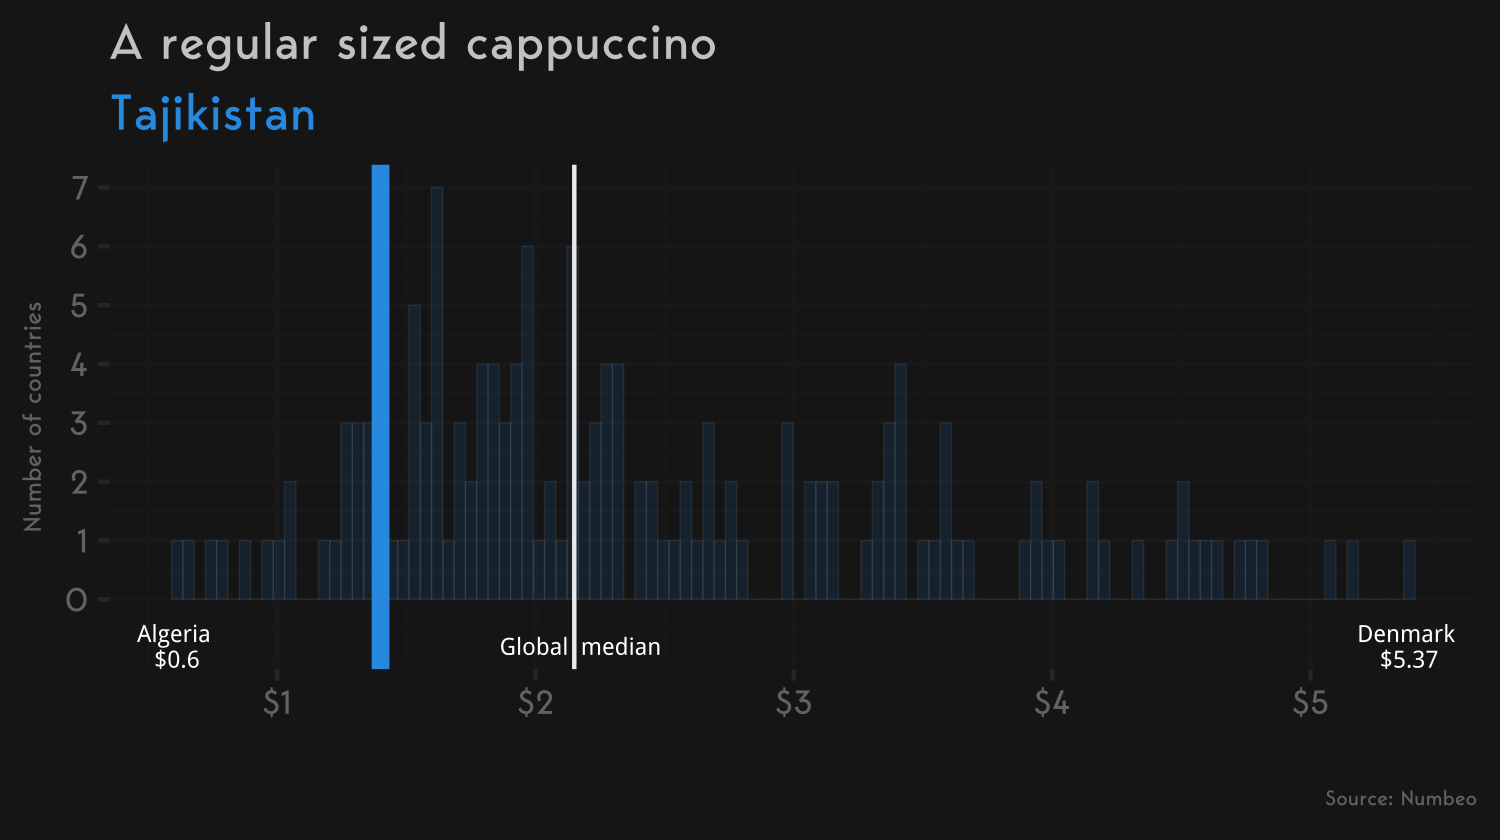 A regular sized cappuccino
Tajikistan
Number of countries
7
6
5
4
3
2
1
0
Algeria
$0.6
Global median
Denmark
$5.37
$1 $2 $3 $4 $5
Source: Numbeo